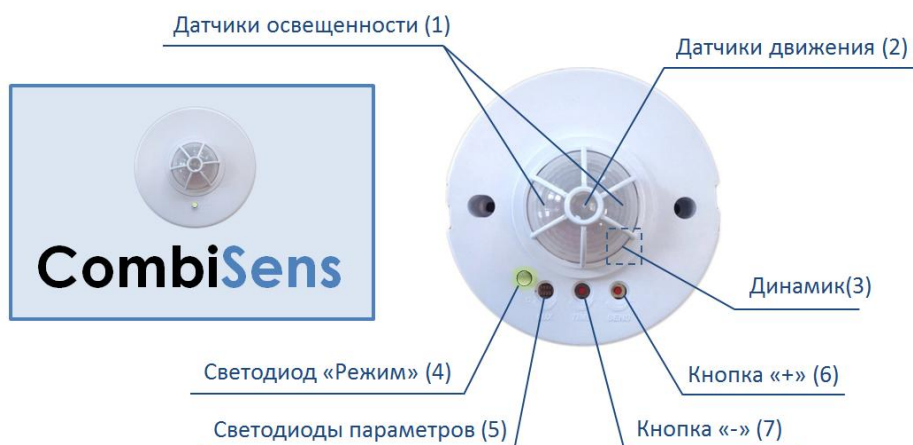 Датчики освещенности (1)
Датчики движения (2)
CombiSens
Динамик(3)
Светодиод «Режим» (4)
Кнопка «+» (6)
Светодиоды параметров (5)
Кнопка «-» (7)